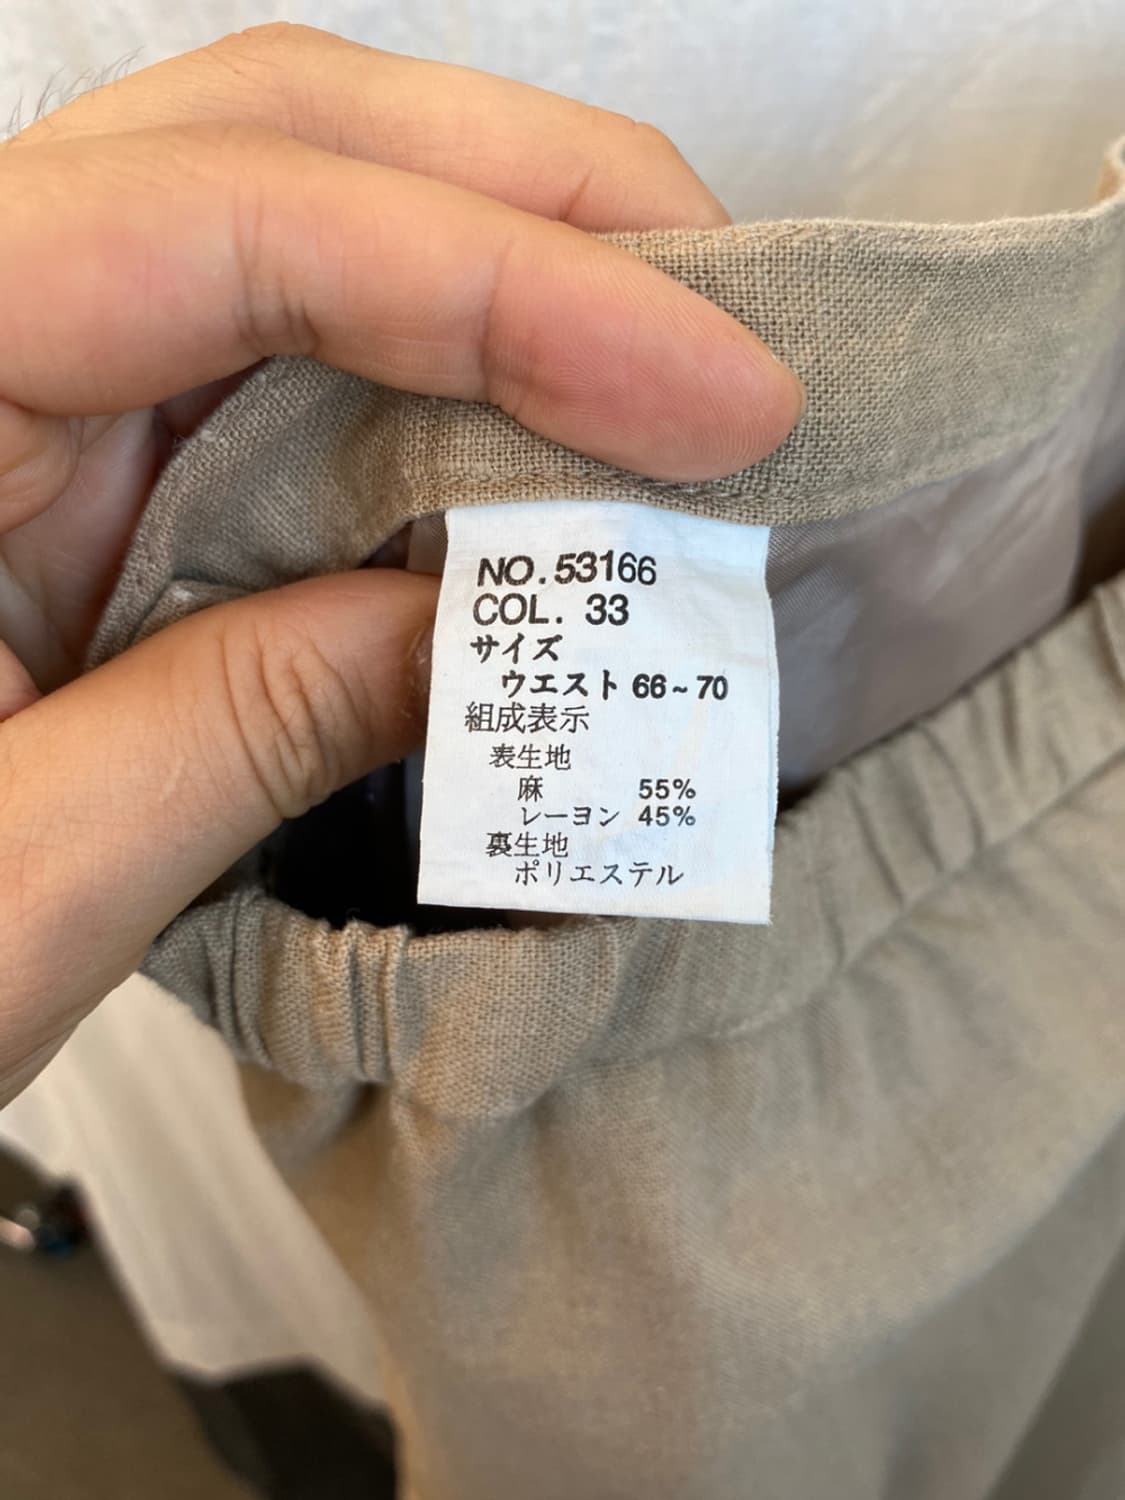 NO.53166
COL. 33
サイズ
ウエスト 66~70
組成表示
表生地
麻 55%
レーヨン 45%
裏生地
ポリエステル